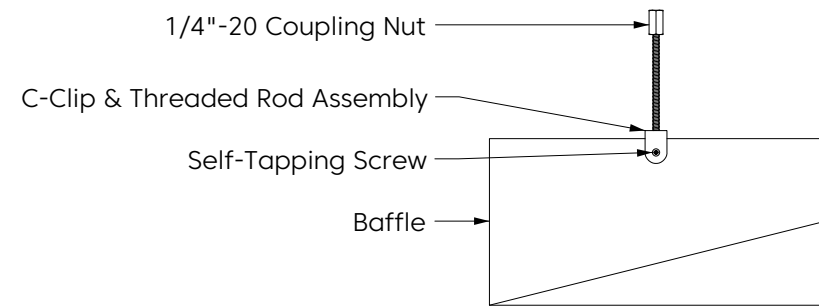 1/4"-20 Coupling Nut
C-Clip & Threaded Rod Assembly
Self-Tapping Screw
Baffle